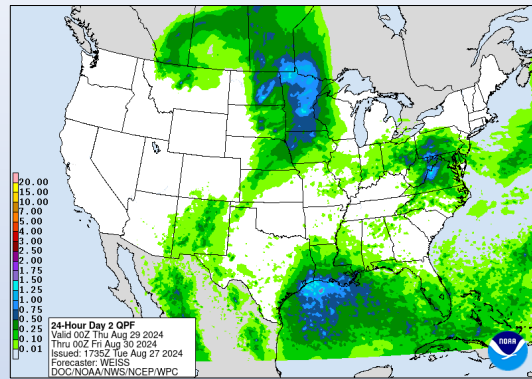 20.00
15.00
10.00
7.00
5.00
4.00
3.00
2.50
2.00
1.75
1.50
1.25
1.00
0.75
0.50
0.25
0.10
0.01
24-Hour Day 2 QPF
Valid 00Z Thu Aug 29 2024
Thru 00Z Fri Aug 30 2024
Issued: 1735Z Tue Aug 27 2024
Forecaster: WEISS
DOC/NOAA/NWS/NCEP/WPC
NOAA